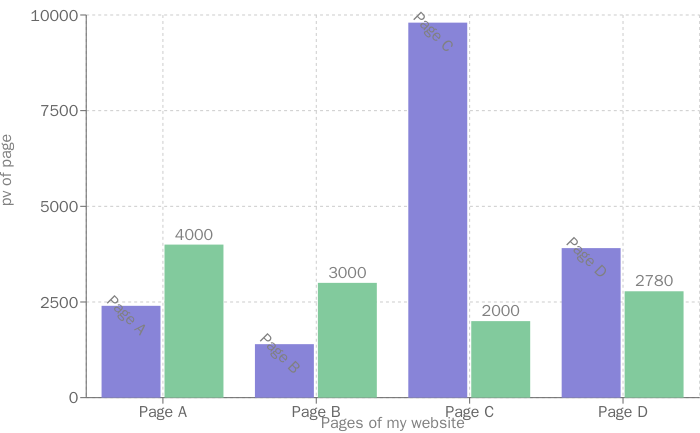 10000
7500
5000
2500
0
pv of page
Page A
4000
Page B
3000
Page C
2000
Page D
2780
Page A
Page B
Page C
Page D
Pages of my website